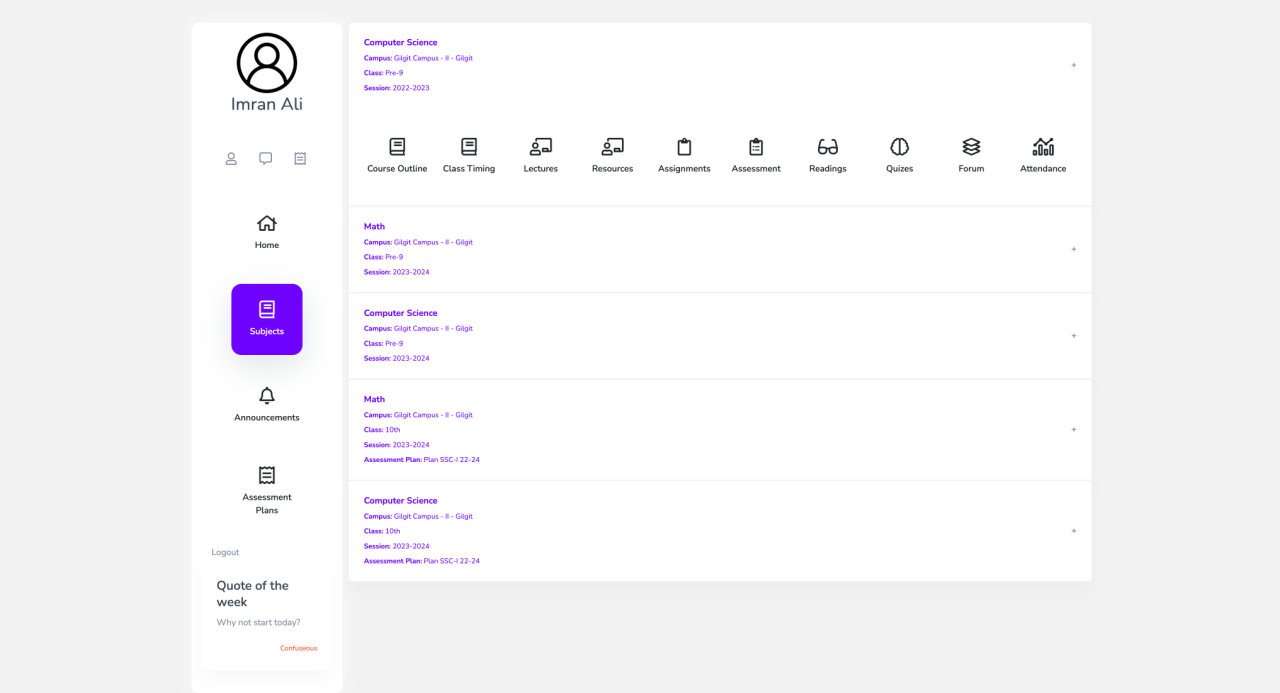 Imran Ali
Home
Subjects
Announcements
Assessment
Plans
Logout
Quote of the
week
Why not start today?
Confuseous.
Computer Science
Campus: Gilgit Campus - II - Gilgit
Class: Pre-9
Session: 2022-2023
+
Course Outline
Class Timing
Lectures
Resources
Assignments
Assessment
Readings
Quizes
Forum
Attendance
Math
Campus: Gilgit Campus - II - Gilgit
Class: Pre-9
Session: 2023-2024
+
Computer Science
Campus: Gilgit Campus - II - Gilgit
Class: Pre-9
Session: 2023-2024
+
Math
Campus: Gilgit Campus - II - Gilgit
Class: 10th
Session: 2023-2024
Assessment Plan: Plan SSC-I 22-24
+
Computer Science
Campus: Gilgit Campus - II - Gilgit
Class: 10th
Session: 2023-2024
Assessment Plan: Plan SSC-I 22-24
+